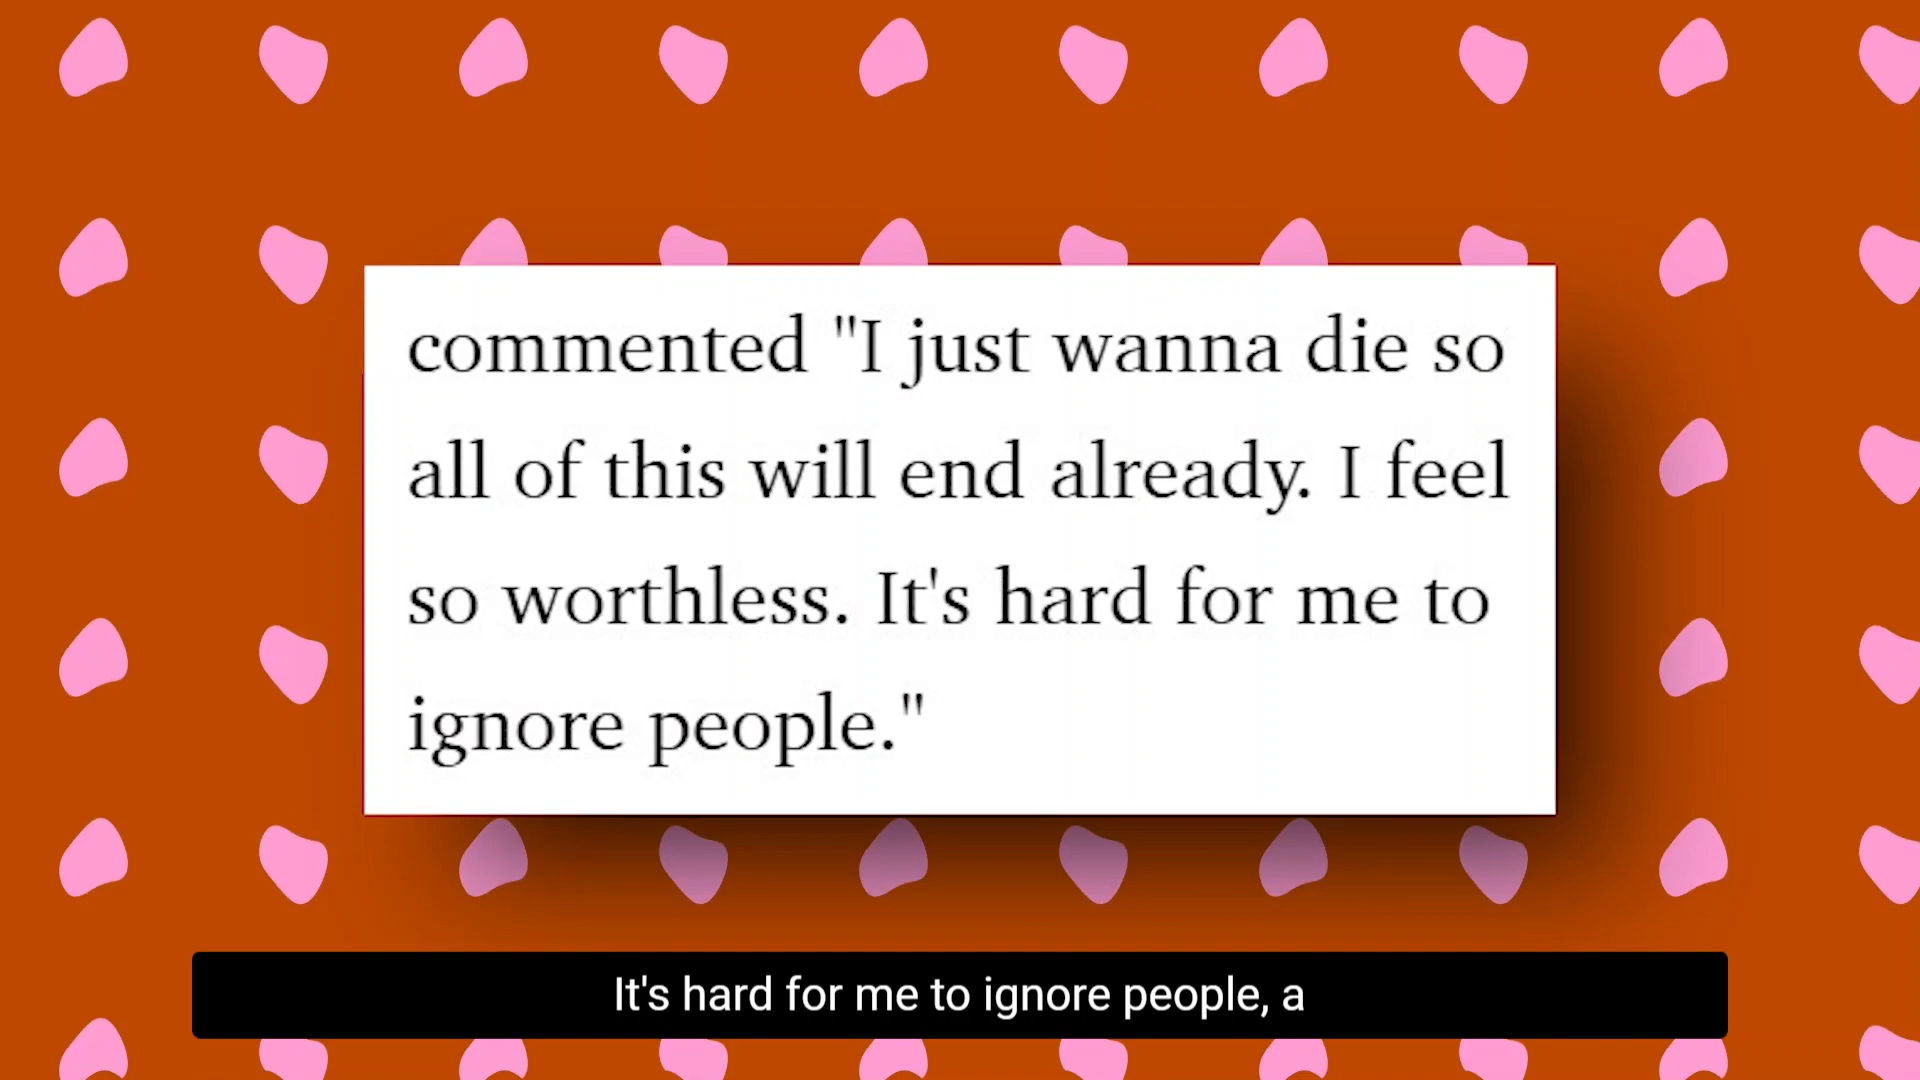 commented "I just wanna die so
all of this will end already. I feel
so worthless. It's hard for me to
ignore people."
It's hard for me to ignore people, a